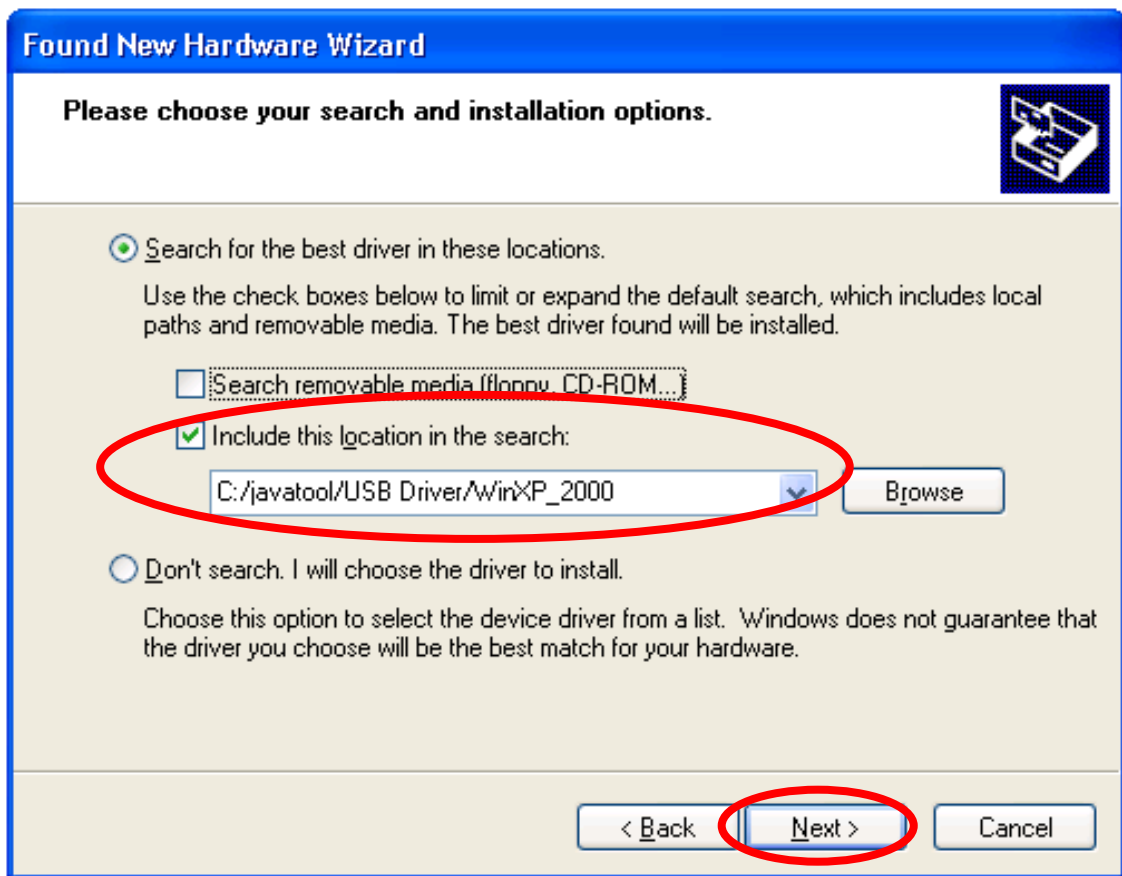 Found New Hardware Wizard
Please choose your search and installation options.
Search for the best driver in these locations.
Use the check boxes below to limit or expand the default search, which includes local
paths and removable media. The best driver found will be installed.
Search removable media (floppy, CD-ROM...)
Include this location in the search:
C:/javatool/USB Driver/WinXP_2000
Browse
Don't search. I will choose the driver to install.
Choose this option to select the device driver from a list. Windows does not guarantee that
the driver you choose will be the best match for your hardware.
< Back
Next >
Cancel